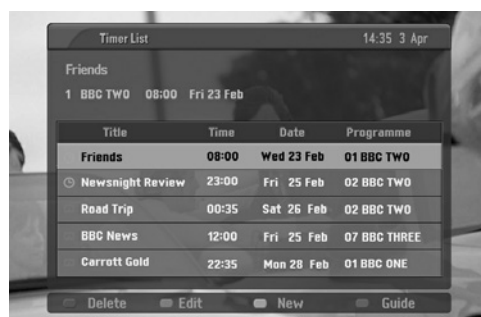 Timer List 14:35 3 Apr
Friends
1 BBC TWO 08:00 Fri 23 Feb
Title Time Date Programme
Friends 08:00 Wed 23 Feb 01 BBC TWO
Newsnight Review 23:00 Fri 25 Feb 02 BBC TWO
Road Trip 00:35 Sat 26 Feb 02 BBC TWO
BBC News 12:00 Fri 25 Feb 07 BBC THREE
Carrott Gold 22:35 Mon 28 Feb 01 BBC ONE
Delete Edit New Guide